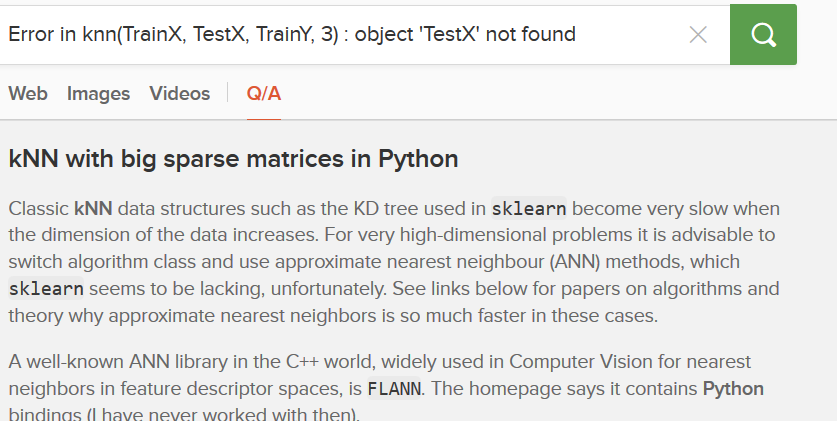 Error in knn(TrainX, TestX, TrainY, 3) : object 'TestX' not found
Web Images Videos Q/A
kNN with big sparse matrices in Python
Classic kNN data structures such as the KD tree used in sklearn become very slow when
the dimension of the data increases. For very high-dimensional problems it is advisable to
switch algorithm class and use approximate nearest neighbour (ANN) methods, which
sklearn seems to be lacking, unfortunately. See links below for papers on algorithms and
theory why approximate nearest neighbors is so much faster in these cases.
A well-known ANN library in the C++ world, widely used in Computer Vision for nearest
neighbors in feature descriptor spaces, is FLANN. The homepage says it contains Python
bindings (I have never worked with then).